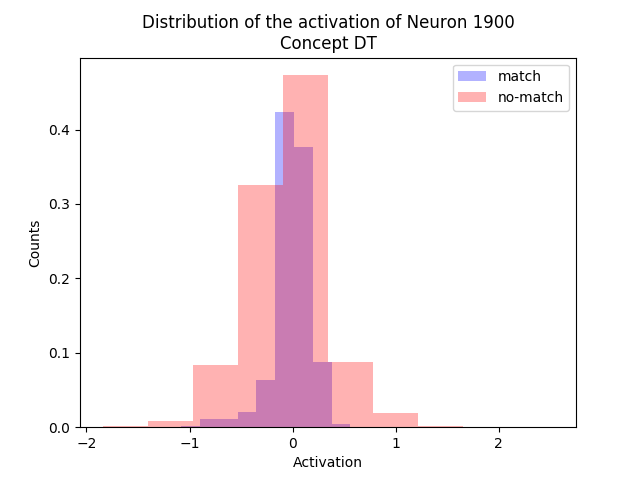 Distribution of the activation of Neuron 1900
Concept DT
match
no-match
0.4
0.3
0.2
0.1
0.0
Counts
−2
−1
0
1
2
Activation